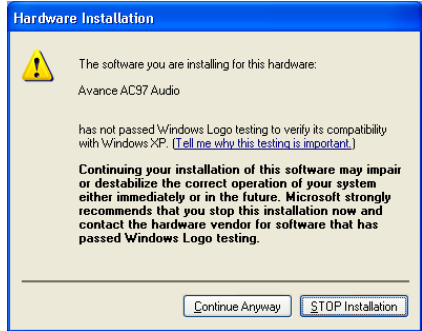 Hardware Installation
The software you are installing for this hardware:
Avance AC97 Audio
has not passed Windows Logo testing to verify its compatibility
with Windows XP. (Tell me why this testing is important.)
Continuing your installation of this software may impair
or destabilize the correct operation of your system
either immediately or in the future. Microsoft strongly
recommends that you stop this installation now and
contact the hardware vendor for software that has
passed Windows Logo testing.
Continue Anyway STOP Installation